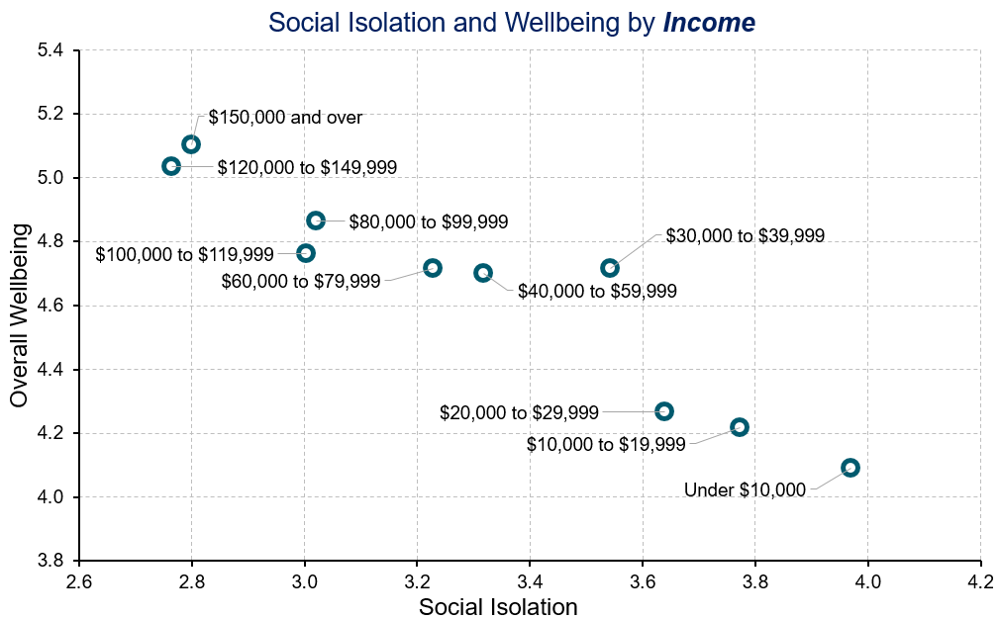 Social Isolation and Wellbeing by Income
5.4
5.2
5.0
4.8
4.6
4.4
4.2
4.0
3.8
Overall Wellbeing
$150,000 and over
$120,000 to $149,999
$80,000 to $99,999
$100,000 to $119,999
$30,000 to $39,999
$60,000 to $79,999
$40,000 to $59,999
$20,000 to $29,999
$10,000 to $19,999
Under $10,000
2.6 2.8 3.0 3.2 3.4 3.6 3.8 4.0 4.2
Social Isolation